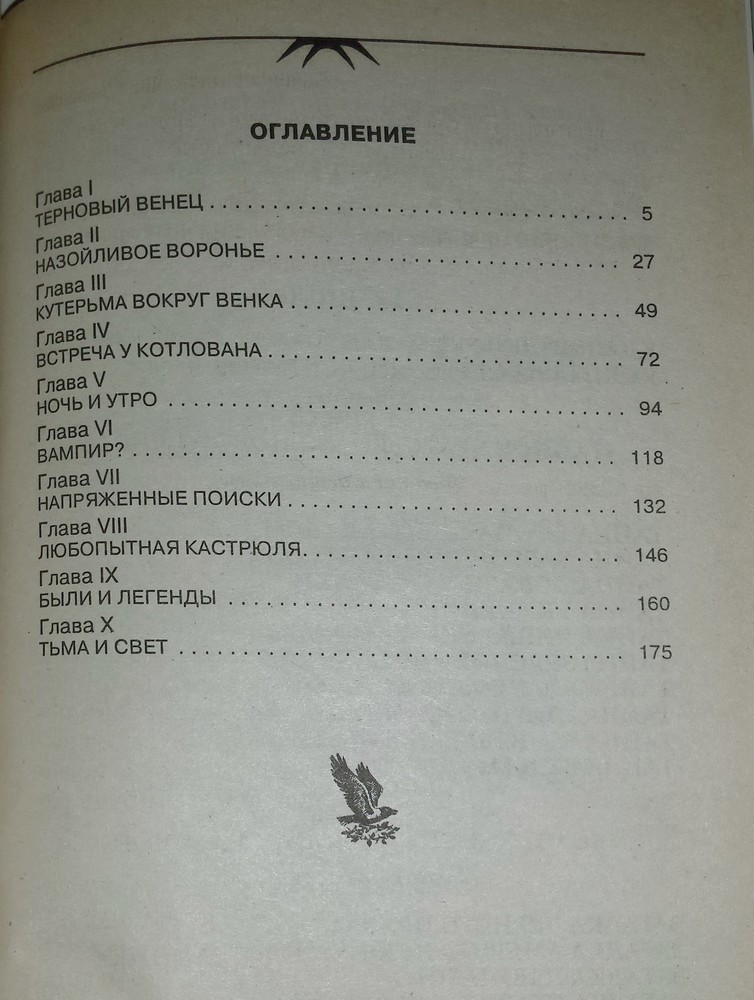 ОГЛАВЛЕНИЕ
Глава I
ТЕРНОВЫЙ ВЕНЕЦ . . . . . . . . . . . . . . . . . . . . . . . . . . . . . . . . . . . . . 5
Глава II
НАЗОЙЛИВОЕ ВОРОНЬЕ . . . . . . . . . . . . . . . . . . . . . . . . . . . . . . . 27
Глава III
КУТЕРЬМА ВОКРУГ ВЕНКА . . . . . . . . . . . . . . . . . . . . . . . . . . . . . 49
Глава IV
ВСТРЕЧА У КОТЛОВАНА . . . . . . . . . . . . . . . . . . . . . . . . . . . . . . . 72
Глава V
НОЧЬ И УТРО . . . . . . . . . . . . . . . . . . . . . . . . . . . . . . . . . . . . . . . . 94
Глава VI
ВАМПИР? . . . . . . . . . . . . . . . . . . . . . . . . . . . . . . . . . . . . . . . . . . 118
Глава VII
НАПРЯЖЕННЫЕ ПОИСКИ . . . . . . . . . . . . . . . . . . . . . . . . . . . . . 132
Глава VIII
ЛЮБОПЫТНАЯ КАСТРЮЛЯ. . . . . . . . . . . . . . . . . . . . . . . . . . . . 146
Глава IX
БЫЛИ И ЛЕГЕНДЫ . . . . . . . . . . . . . . . . . . . . . . . . . . . . . . . . . . . 160
Глава X
ТЬМА И СВЕТ . . . . . . . . . . . . . . . . . . . . . . . . . . . . . . . . . . . . . . . 175